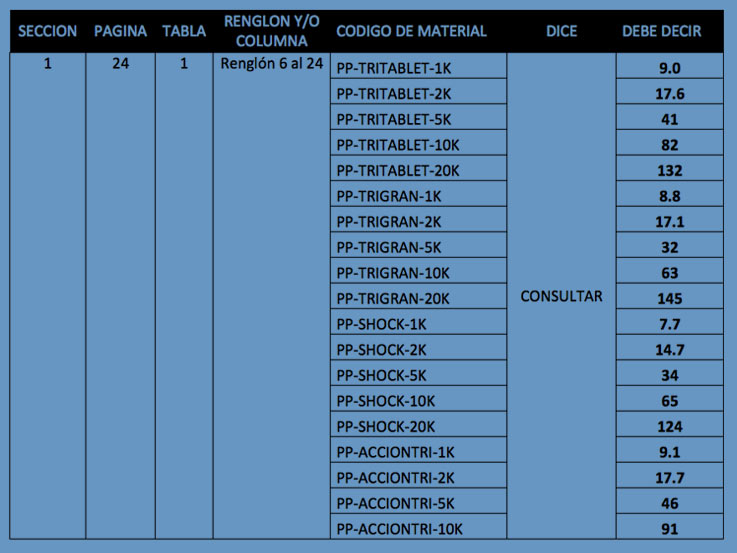 SECCION PAGINA TABLA RENGLON Y/O COLUMNA CODIGO DE MATERIAL DICE DEBE DECIR
1 24 1 Renglón 6 al 24 PP-TRITABLET-1K 9.0
PP-TRITABLET-2K 17.6
PP-TRITABLET-5K 41
PP-TRITABLET-10K 82
PP-TRITABLET-20K 132
PP-TRIGRAN-1K 8.8
PP-TRIGRAN-2K 17.1
PP-TRIGRAN-5K 32
PP-TRIGRAN-10K 63
PP-TRIGRAN-20K CONSULTAR 145
PP-SHOCK-1K 7.7
PP-SHOCK-2K 14.7
PP-SHOCK-5K 34
PP-SHOCK-10K 65
PP-SHOCK-20K 124
PP-ACCIONTRI-1K 9.1
PP-ACCIONTRI-2K 17.7
PP-ACCIONTRI-5K 46
PP-ACCIONTRI-10K 91